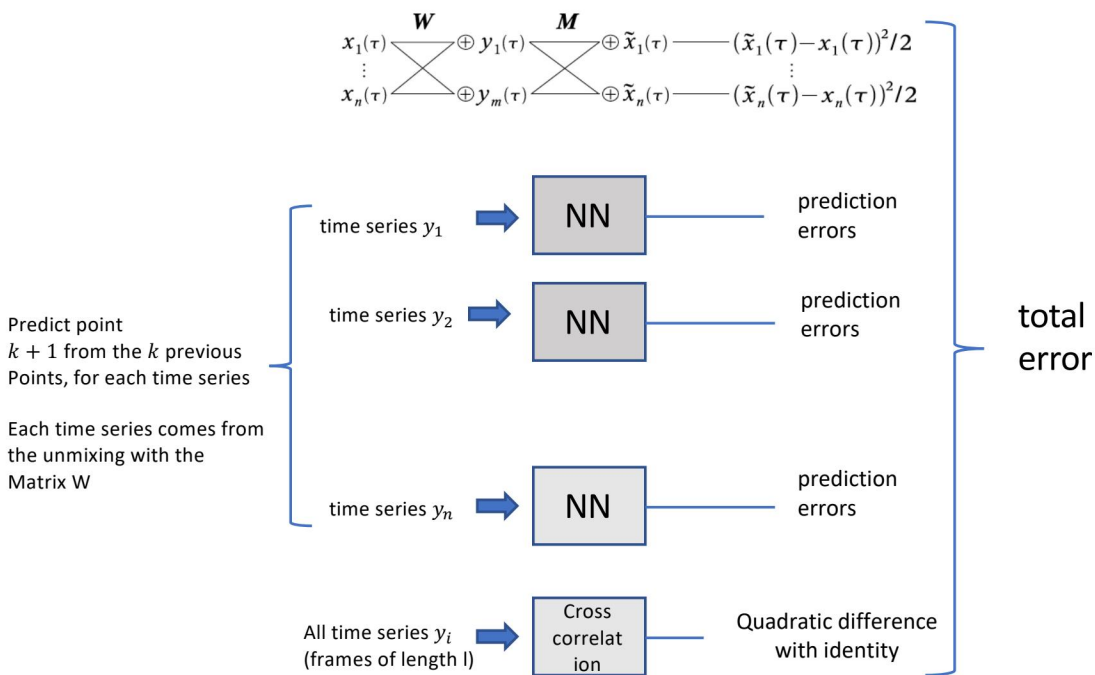 W M
x₁(τ) ⊕ y₁(τ) ⊕ x̃₁(τ) (x̃₁(τ)−x₁(τ))²/2
⋮ ⋮
xₙ(τ) ⊕ yₘ(τ) ⊕ x̃ₙ(τ) (x̃ₙ(τ)−xₙ(τ))²/2
time series y₁
NN
prediction
errors
time series y₂
NN
prediction
errors
Predict point
k + 1 from the k previous
Points, for each time series
Each time series comes from
the unmixing with the
Matrix W
total
error
time series yₙ
NN
prediction
errors
All time series yᵢ
(frames of length l)
Cross
correlat
ion
Quadratic difference
with identity